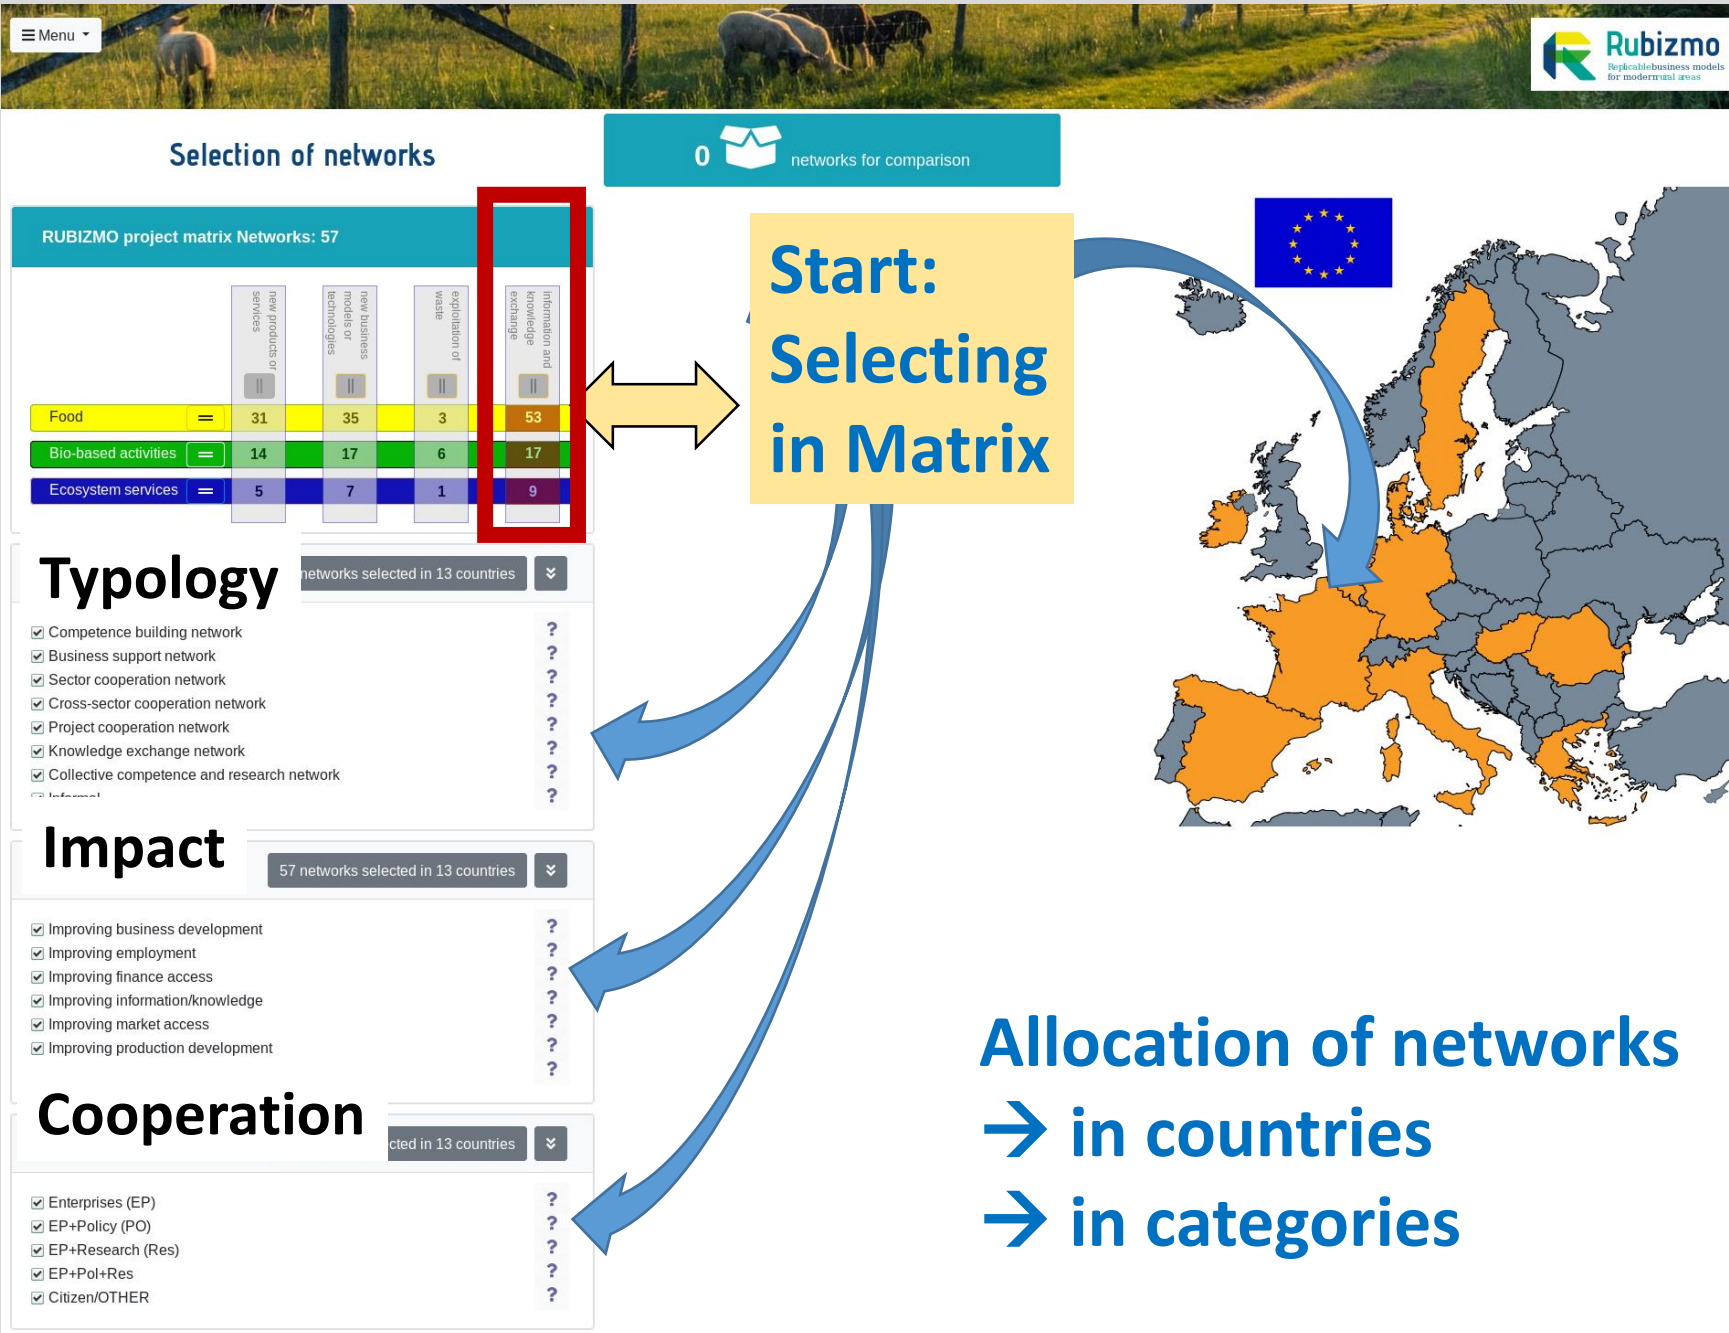 Menu
Rubizmo
Replicable business models
for modern rural areas
Selection of networks
0 networks for comparison
RUBIZMO project matrix Networks: 57
new products or
services
new business
models or
technologies
exploitation of
waste
information and
knowledge
exchange
Food = 31 35 3 53
Bio-based activities = 14 17 6 17
Ecosystem services = 5 7 1 9
Start:
Selecting
in Matrix
Typology
networks selected in 13 countries
Competence building network ?
Business support network ?
Sector cooperation network ?
Cross-sector cooperation network ?
Project cooperation network ?
Knowledge exchange network ?
Collective competence and research network ?
?
Impact
57 networks selected in 13 countries
Improving business development ?
Improving employment ?
Improving finance access ?
Improving information/knowledge ?
Improving market access ?
Improving production development ?
?
Cooperation
cted in 13 countries
Enterprises (EP) ?
EP+Policy (PO) ?
EP+Research (Res) ?
EP+Pol+Res ?
Citizen/OTHER ?
Allocation of networks
→ in countries
→ in categories